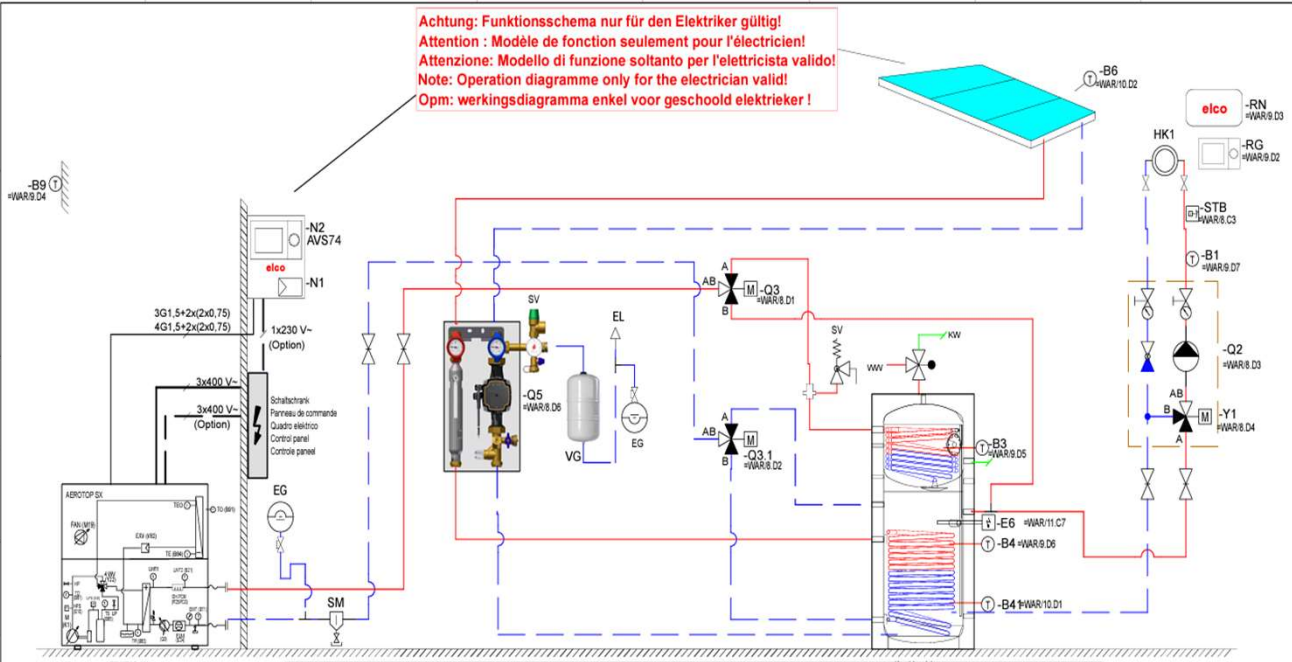 Achtung: Funktionsschema nur für den Elektriker gültig!
Attention : Modèle de fonction seulement pour l'électricien!
Attenzione: Modello di funzione soltanto per l'elettricista valido!
Note: Operation diagramme only for the electrician valid!
Opm: werkingsdiagramma enkel voor geschoold elektrieker !
-B6
=WAR/10.D2
elco
-RN
=WAR/9.D3
HK1
-RG
=WAR/9.D2
-B9
T
=WAR/9.D4
-STB
=WAR/8.C3
-N2
AVS74
elco
-N1
T
-B1
=WAR/9.D7
A
AB
M
-Q3
=WAR/8.D1
B
3G1,5+2x(2x0,75)
4G1,5+2x(2x0,75)
1x230 V~
(Option)
SV
EL
SV
KW
WW
-Q2
=WAR/8.D3
-Q5
=WAR/8.D6
3x400 V~
3x400 V~
(Option)
Schaltschrank
Panneau de commande
Quadro elektrico
Control panel
Controle paneel
AB
B
M
-Y1
=WAR/8.D4
A
A
AB
M
B
-Q3.1
=WAR/8.D2
VG
EG
T
-B3
=WAR/9.D5
EG
AEROTOP SX
FAN (M19)
-E6
=WAR/11.C7
T
-B4
=WAR/9.D6
T
-B41
=WAR/10.D1
SM